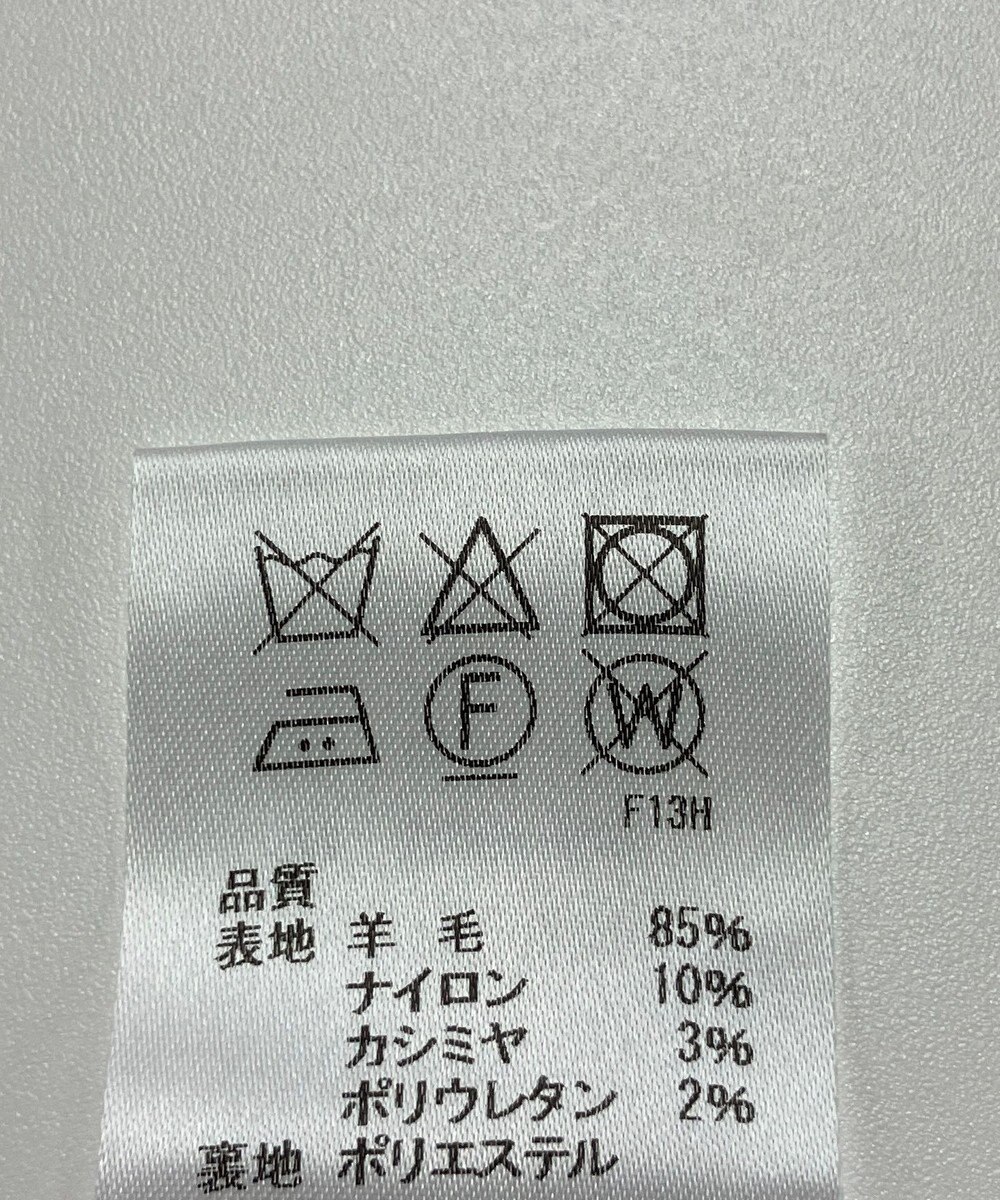 F
W
F13H
品質
表地 羊 毛 85%
ナイロン 10%
カシミヤ 3%
ポリウレタン 2%
裏地 ポリエステル